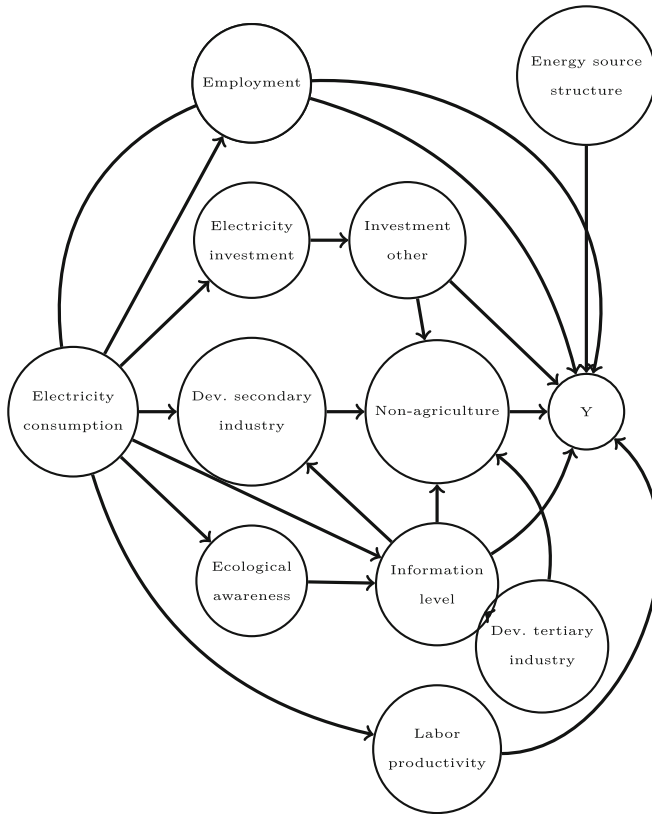 Employment
Energy source
structure
Electricity
investment
Investment
other
Electricity
consumption
Dev. secondary
industry
Non-agriculture
Y
Ecological
awareness
Information
level
Dev. tertiary
industry
Labor
productivity